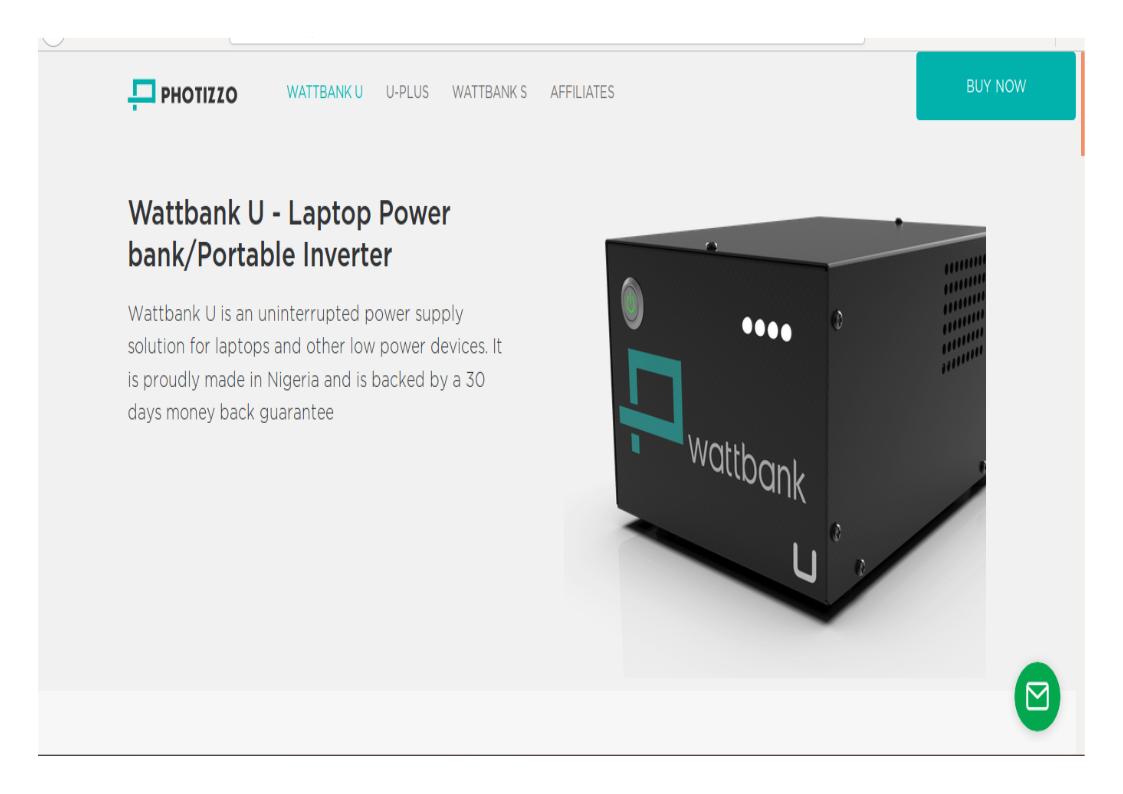 PHOTIZZO
WATTBANK U
U-PLUS
WATTBANK S
AFFILIATES
BUY NOW
Wattbank U - Laptop Power
bank/Portable Inverter
Wattbank U is an uninterrupted power supply
solution for laptops and other low power devices. It
is proudly made in Nigeria and is backed by a 30
days money back guarantee
wattbank
U